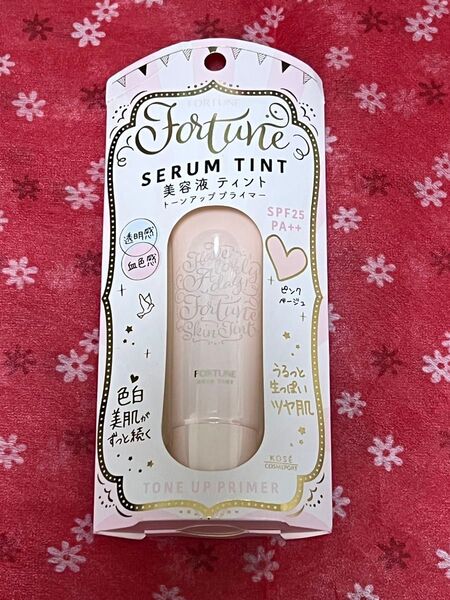 FORTUNE
Fortune
SERUM TINT
美容液 ティント
トーンアッププライマー
SPF25
PA++
透明感
血色感
ピンク
ベージュ
Fortune
Skin Tint
FORTUNE
色白
美肌が
ずっと続く
うるっと
生っぽい
ツヤ肌
KOSÉ
COSMEPORT
TONE UP PRIMER